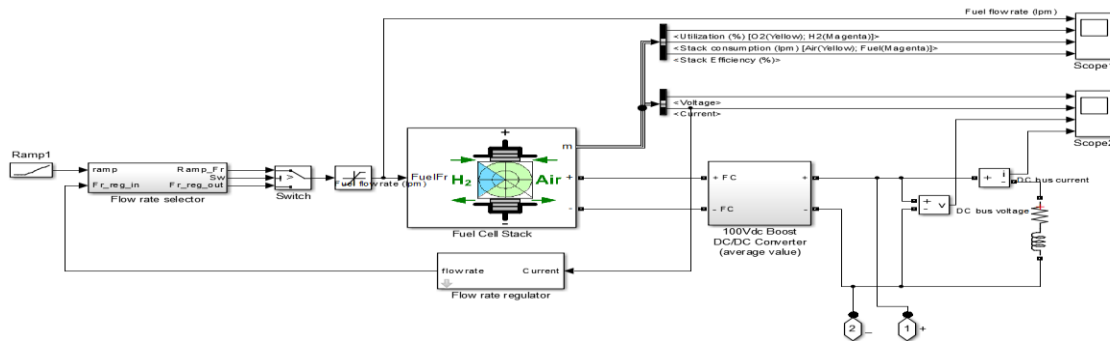 Fuel flow rate (lpm)
<Utilization (%) [O2(Yellow); H2(Magenta)]>
<Stack consumption (lpm) [Air(Yellow); Fuel(Magenta)]>
<Stack Efficiency (%)>
Scope1
<Voltage>
<Current>
Scope2
Ramp1
ramp
Ramp_Fr
Sw
Fr_reg_in
Fr_reg_out
Flow rate selector
Switch
Fuel flow rate (lpm)
+
m
FuelFr
H2
Air
+
-
-
Fuel Cell Stack
+ FC
+
- FC
-
100Vdc Boost
DC/DC Converter
(average value)
+
i
-
DC bus current
+
-
v
DC bus voltage
flow rate
Current
Flow rate regulator
2
-
1
+